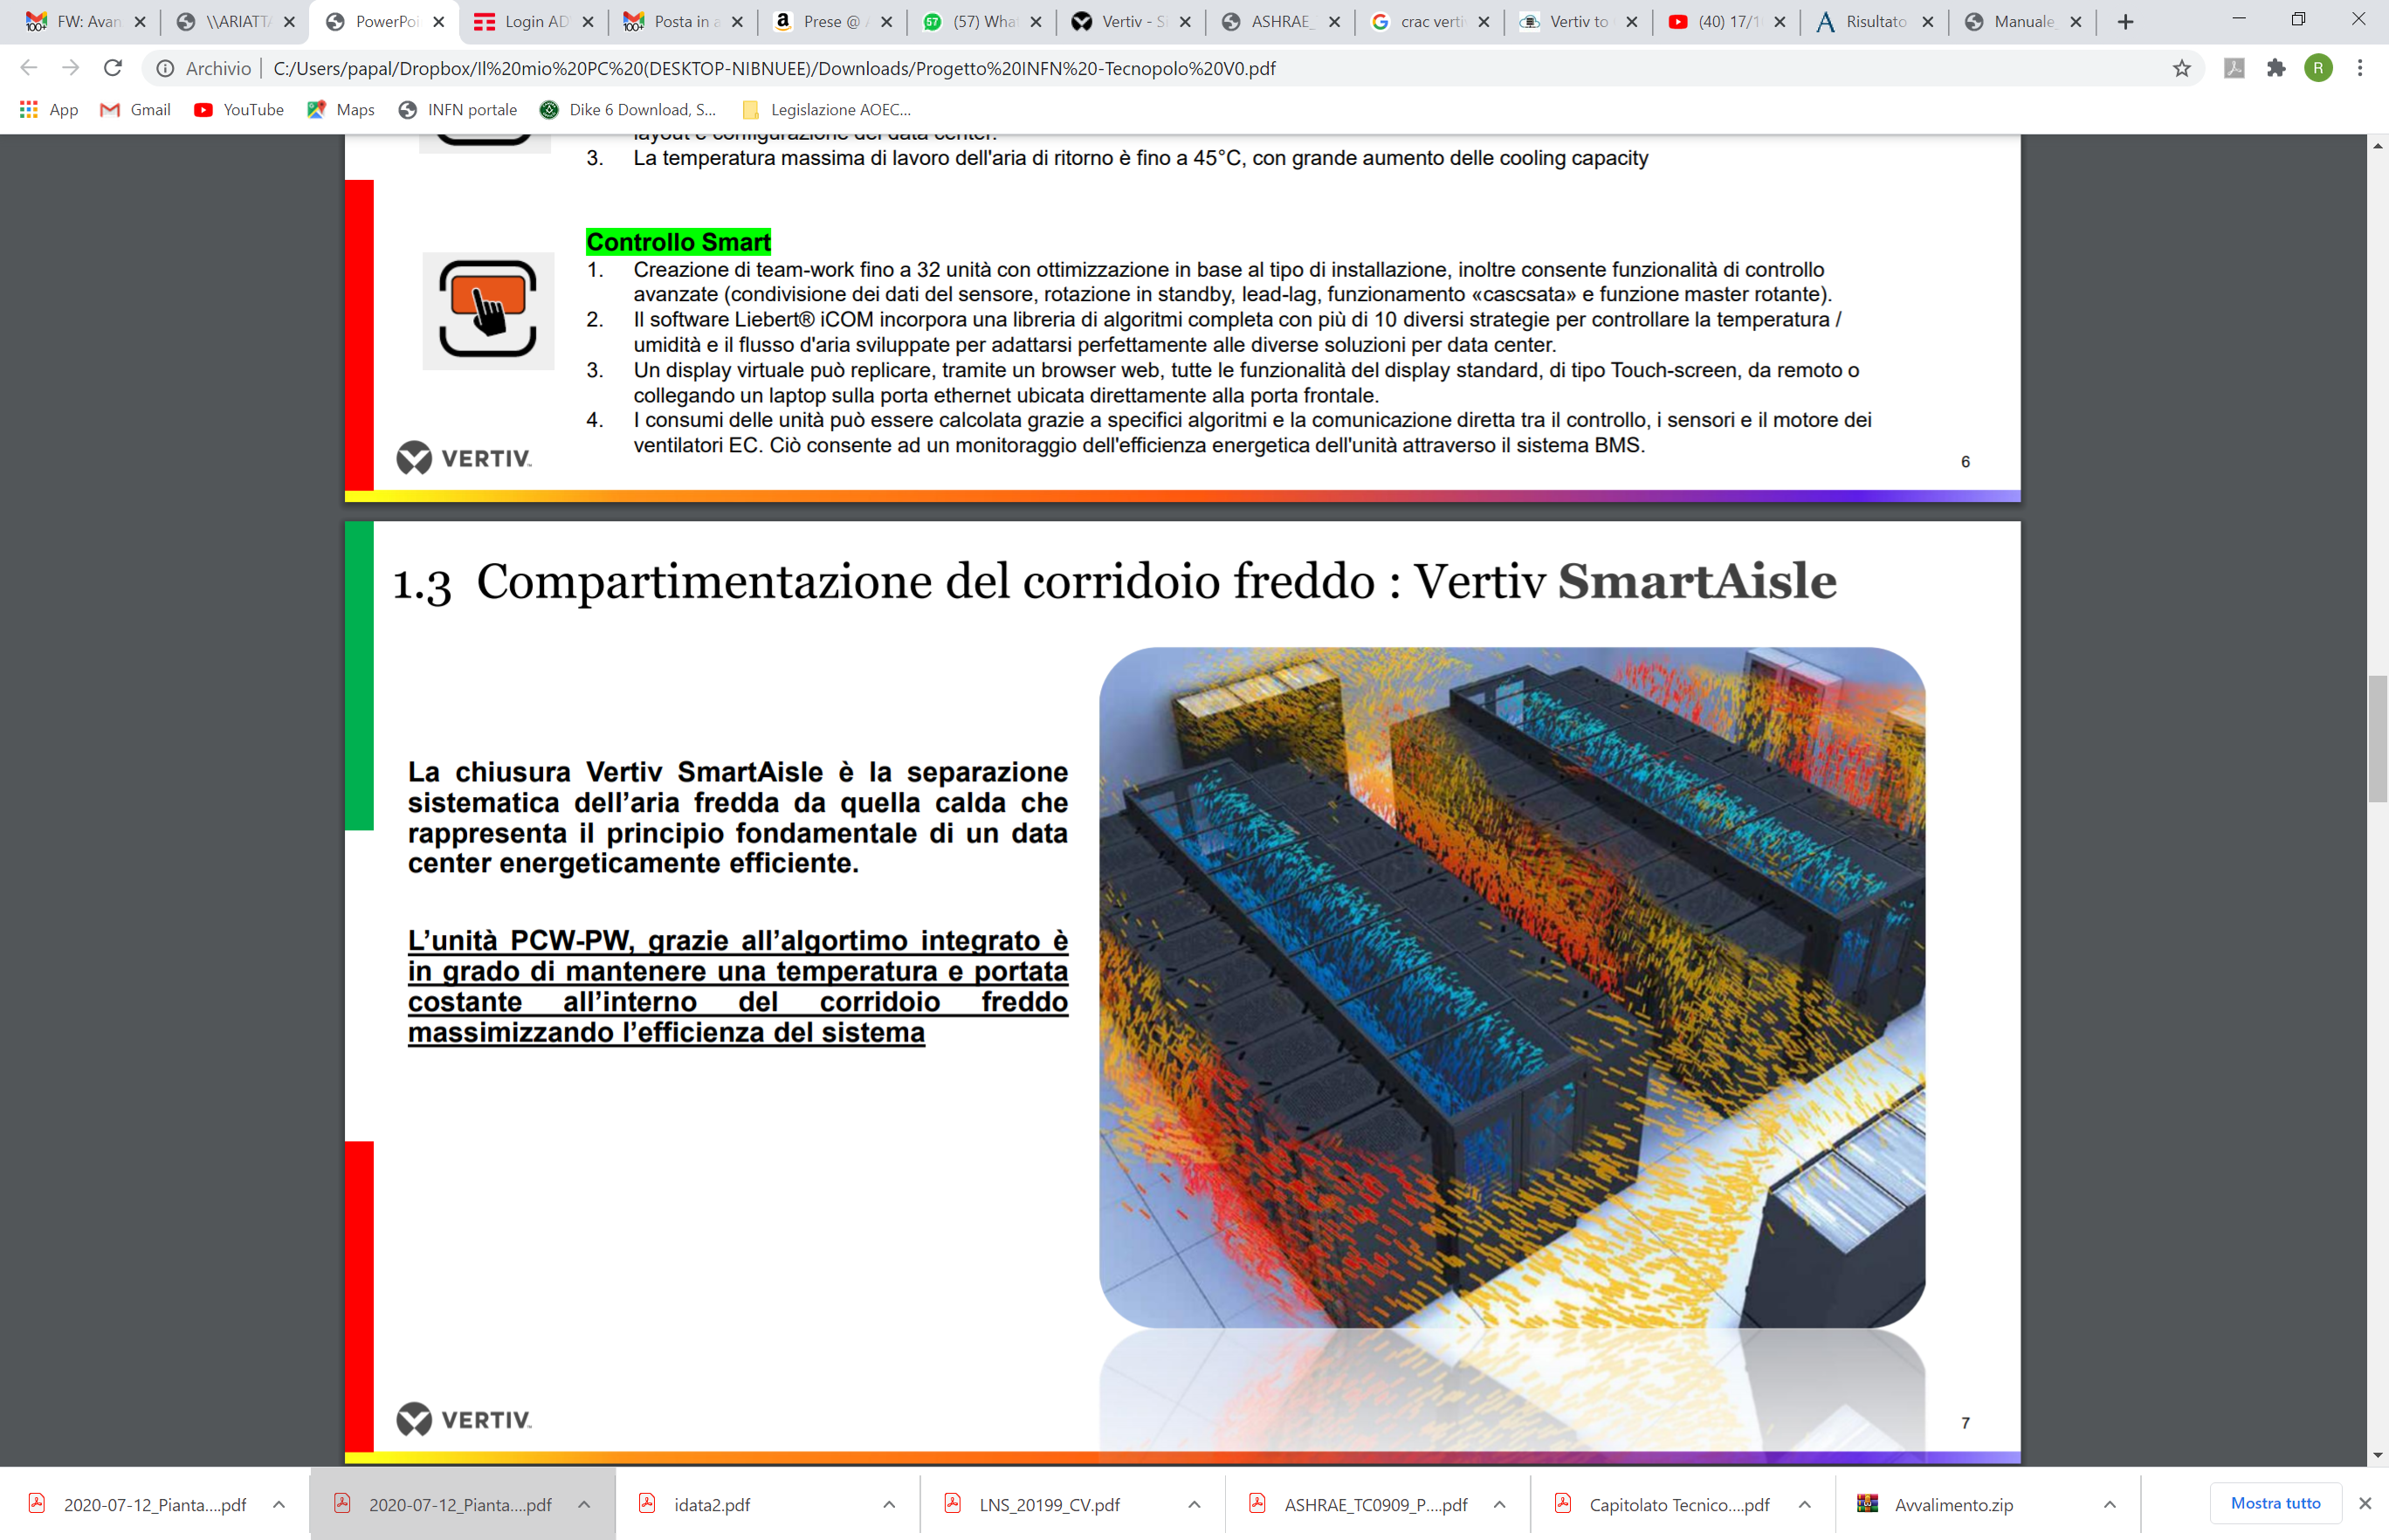 FW: Avan
\\ARIATTA
PowerPoi
Login AD
Posta in a
Prese @ A
(57) What
Vertiv - Si
ASHRAE_
crac verti
Vertiv to
(40) 17/1
Risultato
Manuale_
Archivio
C:/Users/papal/Dropbox/Il%20mio%20PC%20(DESKTOP-NIBNUEE)/Downloads/Progetto%20INFN%20-Tecnopolo%20V0.pdf
R
App
Gmail
YouTube
Maps
INFN portale
Dike 6 Download, S...
Legislazione AOEC...
layout e configurazione del data center.
3. La temperatura massima di lavoro dell'aria di ritorno è fino a 45°C, con grande aumento delle cooling capacity
Controllo Smart
1. Creazione di team-work fino a 32 unità con ottimizzazione in base al tipo di installazione, inoltre consente funzionalità di controllo
avanzate (condivisione dei dati del sensore, rotazione in standby, lead-lag, funzionamento «cascsata» e funzione master rotante).
2. Il software Liebert® iCOM incorpora una libreria di algoritmi completa con più di 10 diversi strategie per controllare la temperatura /
umidità e il flusso d'aria sviluppate per adattarsi perfettamente alle diverse soluzioni per data center.
3. Un display virtuale può replicare, tramite un browser web, tutte le funzionalità del display standard, di tipo Touch-screen, da remoto o
collegando un laptop sulla porta ethernet ubicata direttamente alla porta frontale.
4. I consumi delle unità può essere calcolata grazie a specifici algoritmi e la comunicazione diretta tra il controllo, i sensori e il motore dei
ventilatori EC. Ciò consente ad un monitoraggio dell'efficienza energetica dell'unità attraverso il sistema BMS.
VERTIV™
6
1.3 Compartimentazione del corridoio freddo : Vertiv SmartAisle
La chiusura Vertiv SmartAisle è la separazione
sistematica dell'aria fredda da quella calda che
rappresenta il principio fondamentale di un data
center energeticamente efficiente.
L'unità PCW-PW, grazie all'algortimo integrato è
in grado di mantenere una temperatura e portata
costante all'interno del corridoio freddo
massimizzando l'efficienza del sistema
VERTIV™
7
2020-07-12_Pianta....pdf
2020-07-12_Pianta....pdf
idata2.pdf
LNS_20199_CV.pdf
ASHRAE_TC0909_P....pdf
Capitolato Tecnico....pdf
Avvalimento.zip
Mostra tutto